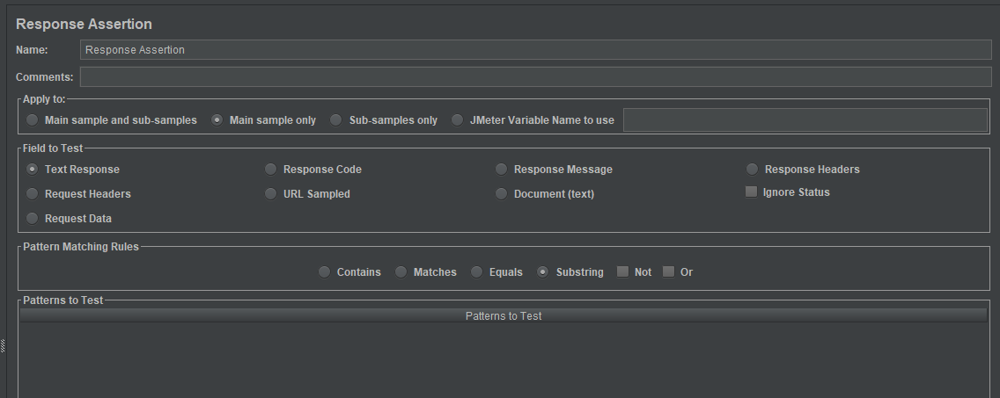 Response Assertion
Name: Response Assertion
Comments:
Apply to:
Main sample and sub-samples Main sample only Sub-samples only JMeter Variable Name to use
Field to Test
Text Response Response Code Response Message Response Headers
Request Headers URL Sampled Document (text) Ignore Status
Request Data
Pattern Matching Rules
Contains Matches Equals Substring Not Or
Patterns to Test
Patterns to Test